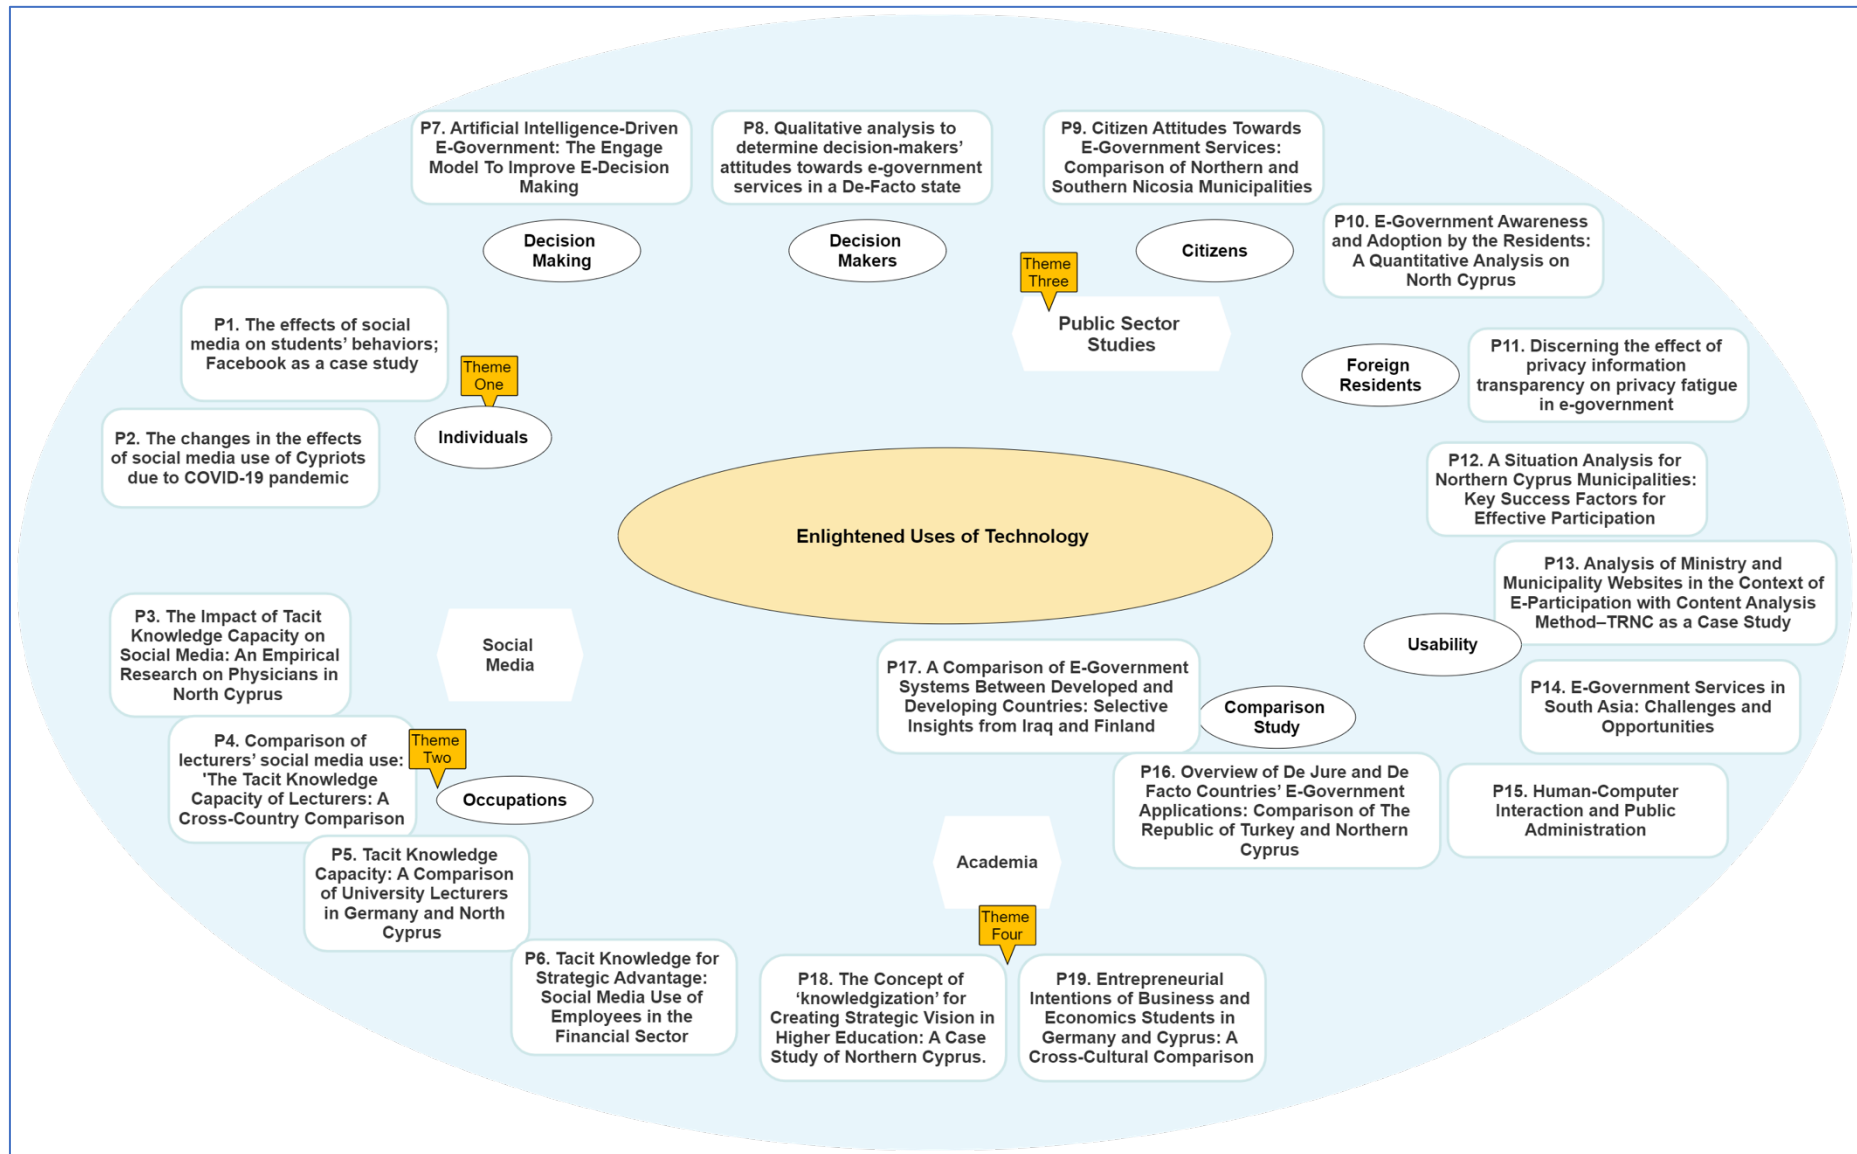 P7. Artificial Intelligence-Driven
E-Government: The Engage
Model To Improve E-Decision
Making
P8. Qualitative analysis to
determine decision-makers'
attitudes towards e-government
services in a De-Facto state
P9. Citizen Attitudes Towards
E-Government Services:
Comparison of Northern and
Southern Nicosia Municipalities
Decision
Making
Decision
Makers
Citizens
P10. E-Government Awareness
and Adoption by the Residents:
A Quantitative Analysis on
North Cyprus
Theme
Three
Public Sector
Studies
P1. The effects of social
media on students' behaviors;
Facebook as a case study
Theme
One
Individuals
P2. The changes in the effects
of social media use of Cypriots
due to COVID-19 pandemic
Foreign
Residents
P11. Discerning the effect of
privacy information
transparency on privacy fatigue
in e-government
P12. A Situation Analysis for
Northern Cyprus Municipalities:
Key Success Factors for
Effective Participation
Enlightened Uses of Technology
P13. Analysis of Ministry and
Municipality Websites in the Context of
E-Participation with Content Analysis
Method–TRNC as a Case Study
Usability
P3. The Impact of Tacit
Knowledge Capacity on
Social Media: An Empirical
Research on Physicians in
North Cyprus
Social
Media
P17. A Comparison of E-Government
Systems Between Developed and
Developing Countries: Selective
Insights from Iraq and Finland
Comparison
Study
P14. E-Government Services in
South Asia: Challenges and
Opportunities
P4. Comparison of
lecturers' social media use:
'The Tacit Knowledge
Capacity of Lecturers: A
Cross-Country Comparison
Theme
Two
Occupations
P16. Overview of De Jure and De
Facto Countries' E-Government
Applications: Comparison of The
Republic of Turkey and Northern
Cyprus
P15. Human-Computer
Interaction and Public
Administration
P5. Tacit Knowledge
Capacity: A Comparison
of University Lecturers
in Germany and North
Cyprus
Academia
Theme
Four
P6. Tacit Knowledge for
Strategic Advantage:
Social Media Use of
Employees in the
Financial Sector
P18. The Concept of
‘knowledgization’ for
Creating Strategic Vision in
Higher Education: A Case
Study of Northern Cyprus.
P19. Entrepreneurial
Intentions of Business and
Economics Students in
Germany and Cyprus: A
Cross-Cultural Comparison